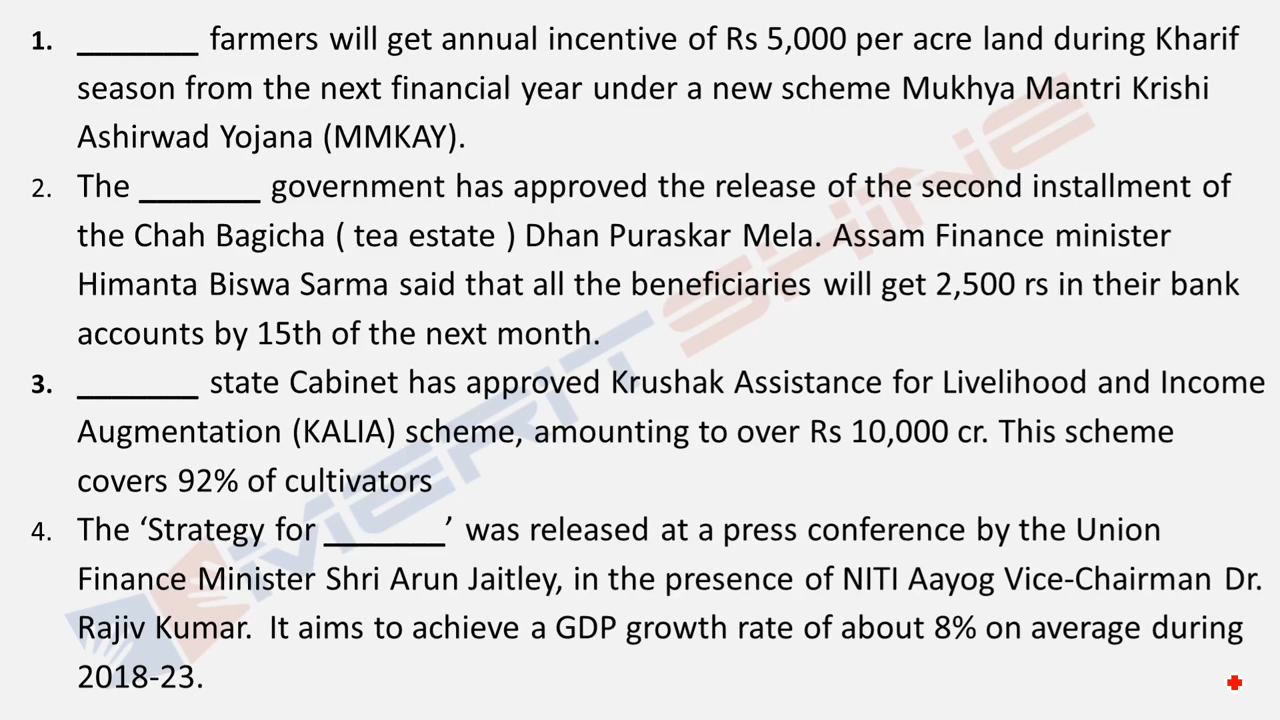 1. _______ farmers will get annual incentive of Rs 5,000 per acre land during Kharif
season from the next financial year under a new scheme Mukhya Mantri Krishi
Ashirwad Yojana (MMKAY).
2. The _______ government has approved the release of the second installment of
the Chah Bagicha ( tea estate ) Dhan Puraskar Mela. Assam Finance minister
Himanta Biswa Sarma said that all the beneficiaries will get 2,500 rs in their bank
accounts by 15th of the next month.
3. _______ state Cabinet has approved Krushak Assistance for Livelihood and Income
Augmentation (KALIA) scheme, amounting to over Rs 10,000 cr. This scheme
covers 92% of cultivators
4. The ‘Strategy for _______’ was released at a press conference by the Union
Finance Minister Shri Arun Jaitley, in the presence of NITI Aayog Vice-Chairman Dr.
Rajiv Kumar. It aims to achieve a GDP growth rate of about 8% on average during
2018-23.
MERITSHINE